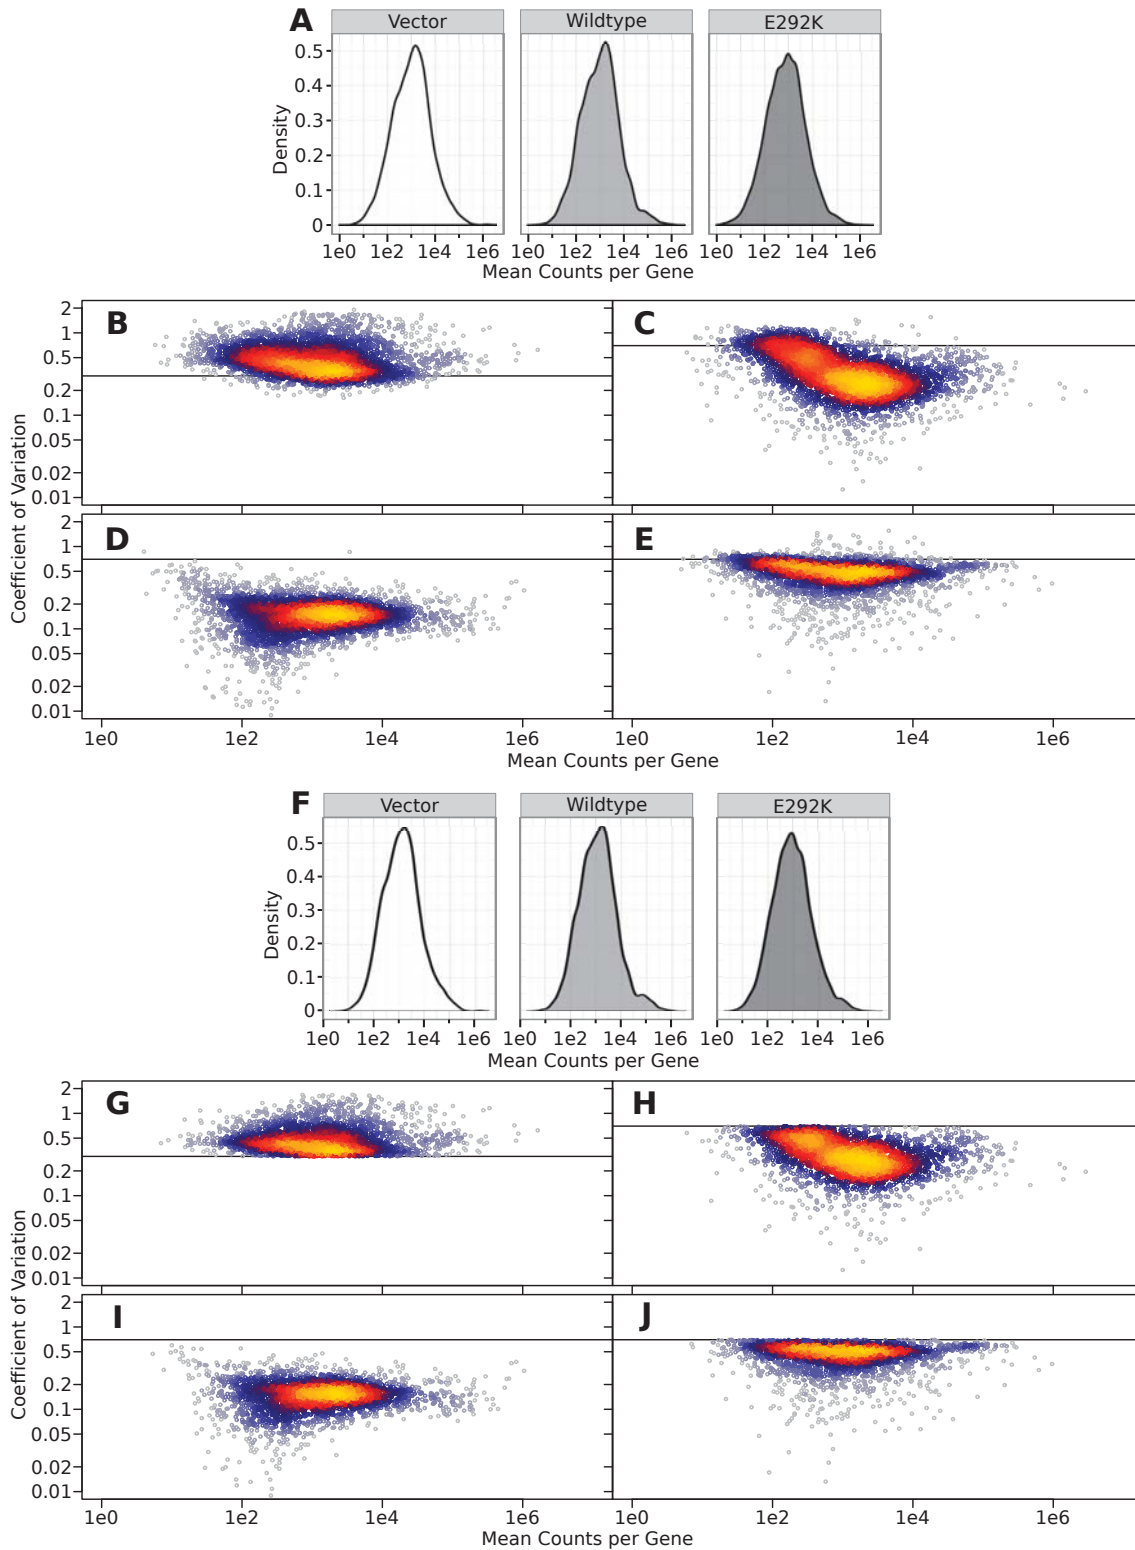 A
Vector
Wildtype
E292K
Density
0.5
0.4
0.3
0.2
0.1
0
1e0 1e2 1e4 1e6
1e0 1e2 1e4 1e6
1e0 1e2 1e4 1e6
Mean Counts per Gene
Coefficient of Variation
B
2
1
0.5
0.2
0.1
0.05
0.02
0.01
C
D
2
1
0.5
0.2
0.1
0.05
0.02
0.01
E
1e0 1e2 1e4 1e6
1e0 1e2 1e4 1e6
Mean Counts per Gene
F
Vector
Wildtype
E292K
Density
0.5
0.4
0.3
0.2
0.1
0
1e0 1e2 1e4 1e6
1e0 1e2 1e4 1e6
1e0 1e2 1e4 1e6
Mean Counts per Gene
Coefficient of Variation
G
2
1
0.5
0.2
0.1
0.05
0.02
0.01
H
I
2
1
0.5
0.2
0.1
0.05
0.02
0.01
J
1e0 1e2 1e4 1e6
1e0 1e2 1e4 1e6
Mean Counts per Gene